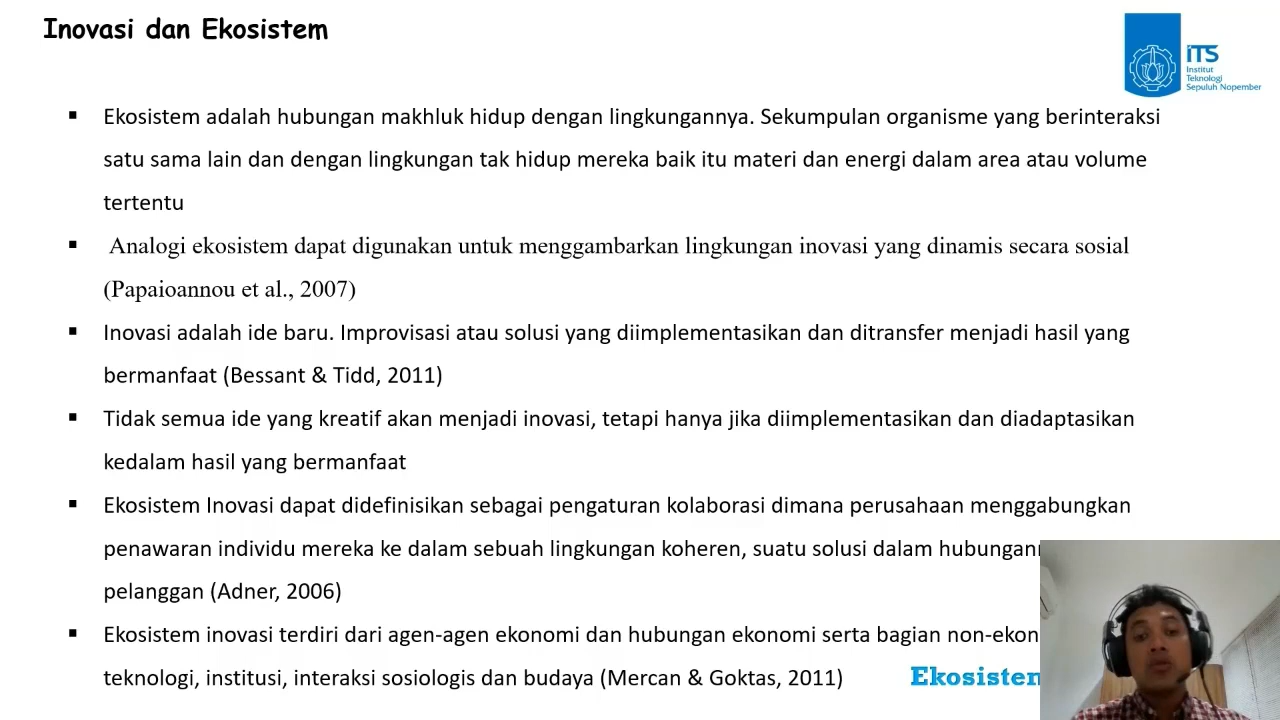 Inovasi dan Ekosistem
iTS
Institut
Teknologi
Sepuluh Nopember
▪ Ekosistem adalah hubungan makhluk hidup dengan lingkungannya. Sekumpulan organisme yang berinteraksi
satu sama lain dan dengan lingkungan tak hidup mereka baik itu materi dan energi dalam area atau volume
tertentu
▪ Analogi ekosistem dapat digunakan untuk menggambarkan lingkungan inovasi yang dinamis secara sosial
(Papaioannou et al., 2007)
▪ Inovasi adalah ide baru. Improvisasi atau solusi yang diimplementasikan dan ditransfer menjadi hasil yang
bermanfaat (Bessant & Tidd, 2011)
▪ Tidak semua ide yang kreatif akan menjadi inovasi, tetapi hanya jika diimplementasikan dan diadaptasikan
kedalam hasil yang bermanfaat
▪ Ekosistem Inovasi dapat didefinisikan sebagai pengaturan kolaborasi dimana perusahaan menggabungkan
penawaran individu mereka ke dalam sebuah lingkungan koheren, suatu solusi dalam
pelanggan (Adner, 2006)
▪ Ekosistem inovasi terdiri dari agen-agen ekonomi dan hubungan ekonomi serta bagian
teknologi, institusi, interaksi sosiologis dan budaya (Mercan & Goktas, 2011)